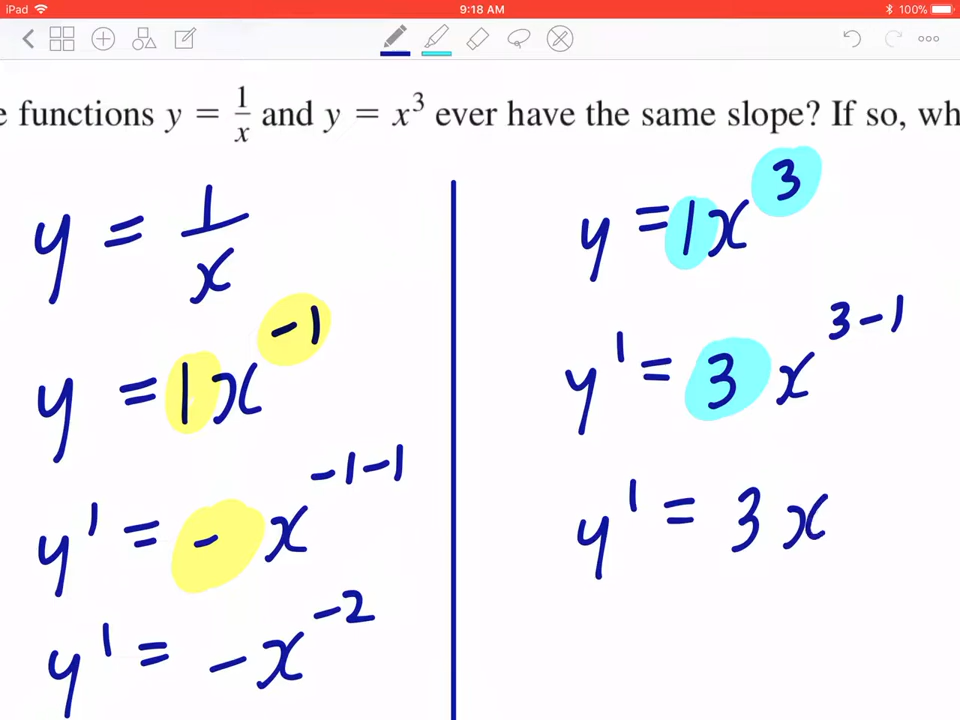 iPad 9:18 AM 100%
e functions y = 1/x and y = x³ ever have the same slope? If so, wh
y = 1/x
y = 1x⁻¹
y' = -x⁻¹⁻¹
y' = -x⁻²
y = 1x³
y' = 3x³⁻¹
y' = 3x